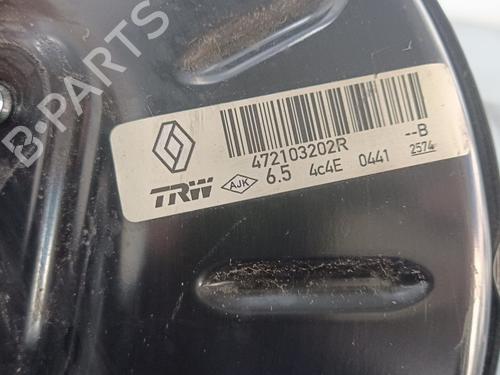 472103202R
--B
TRW
AJK
6.5
4c4E
0441
2574
B-PARTS